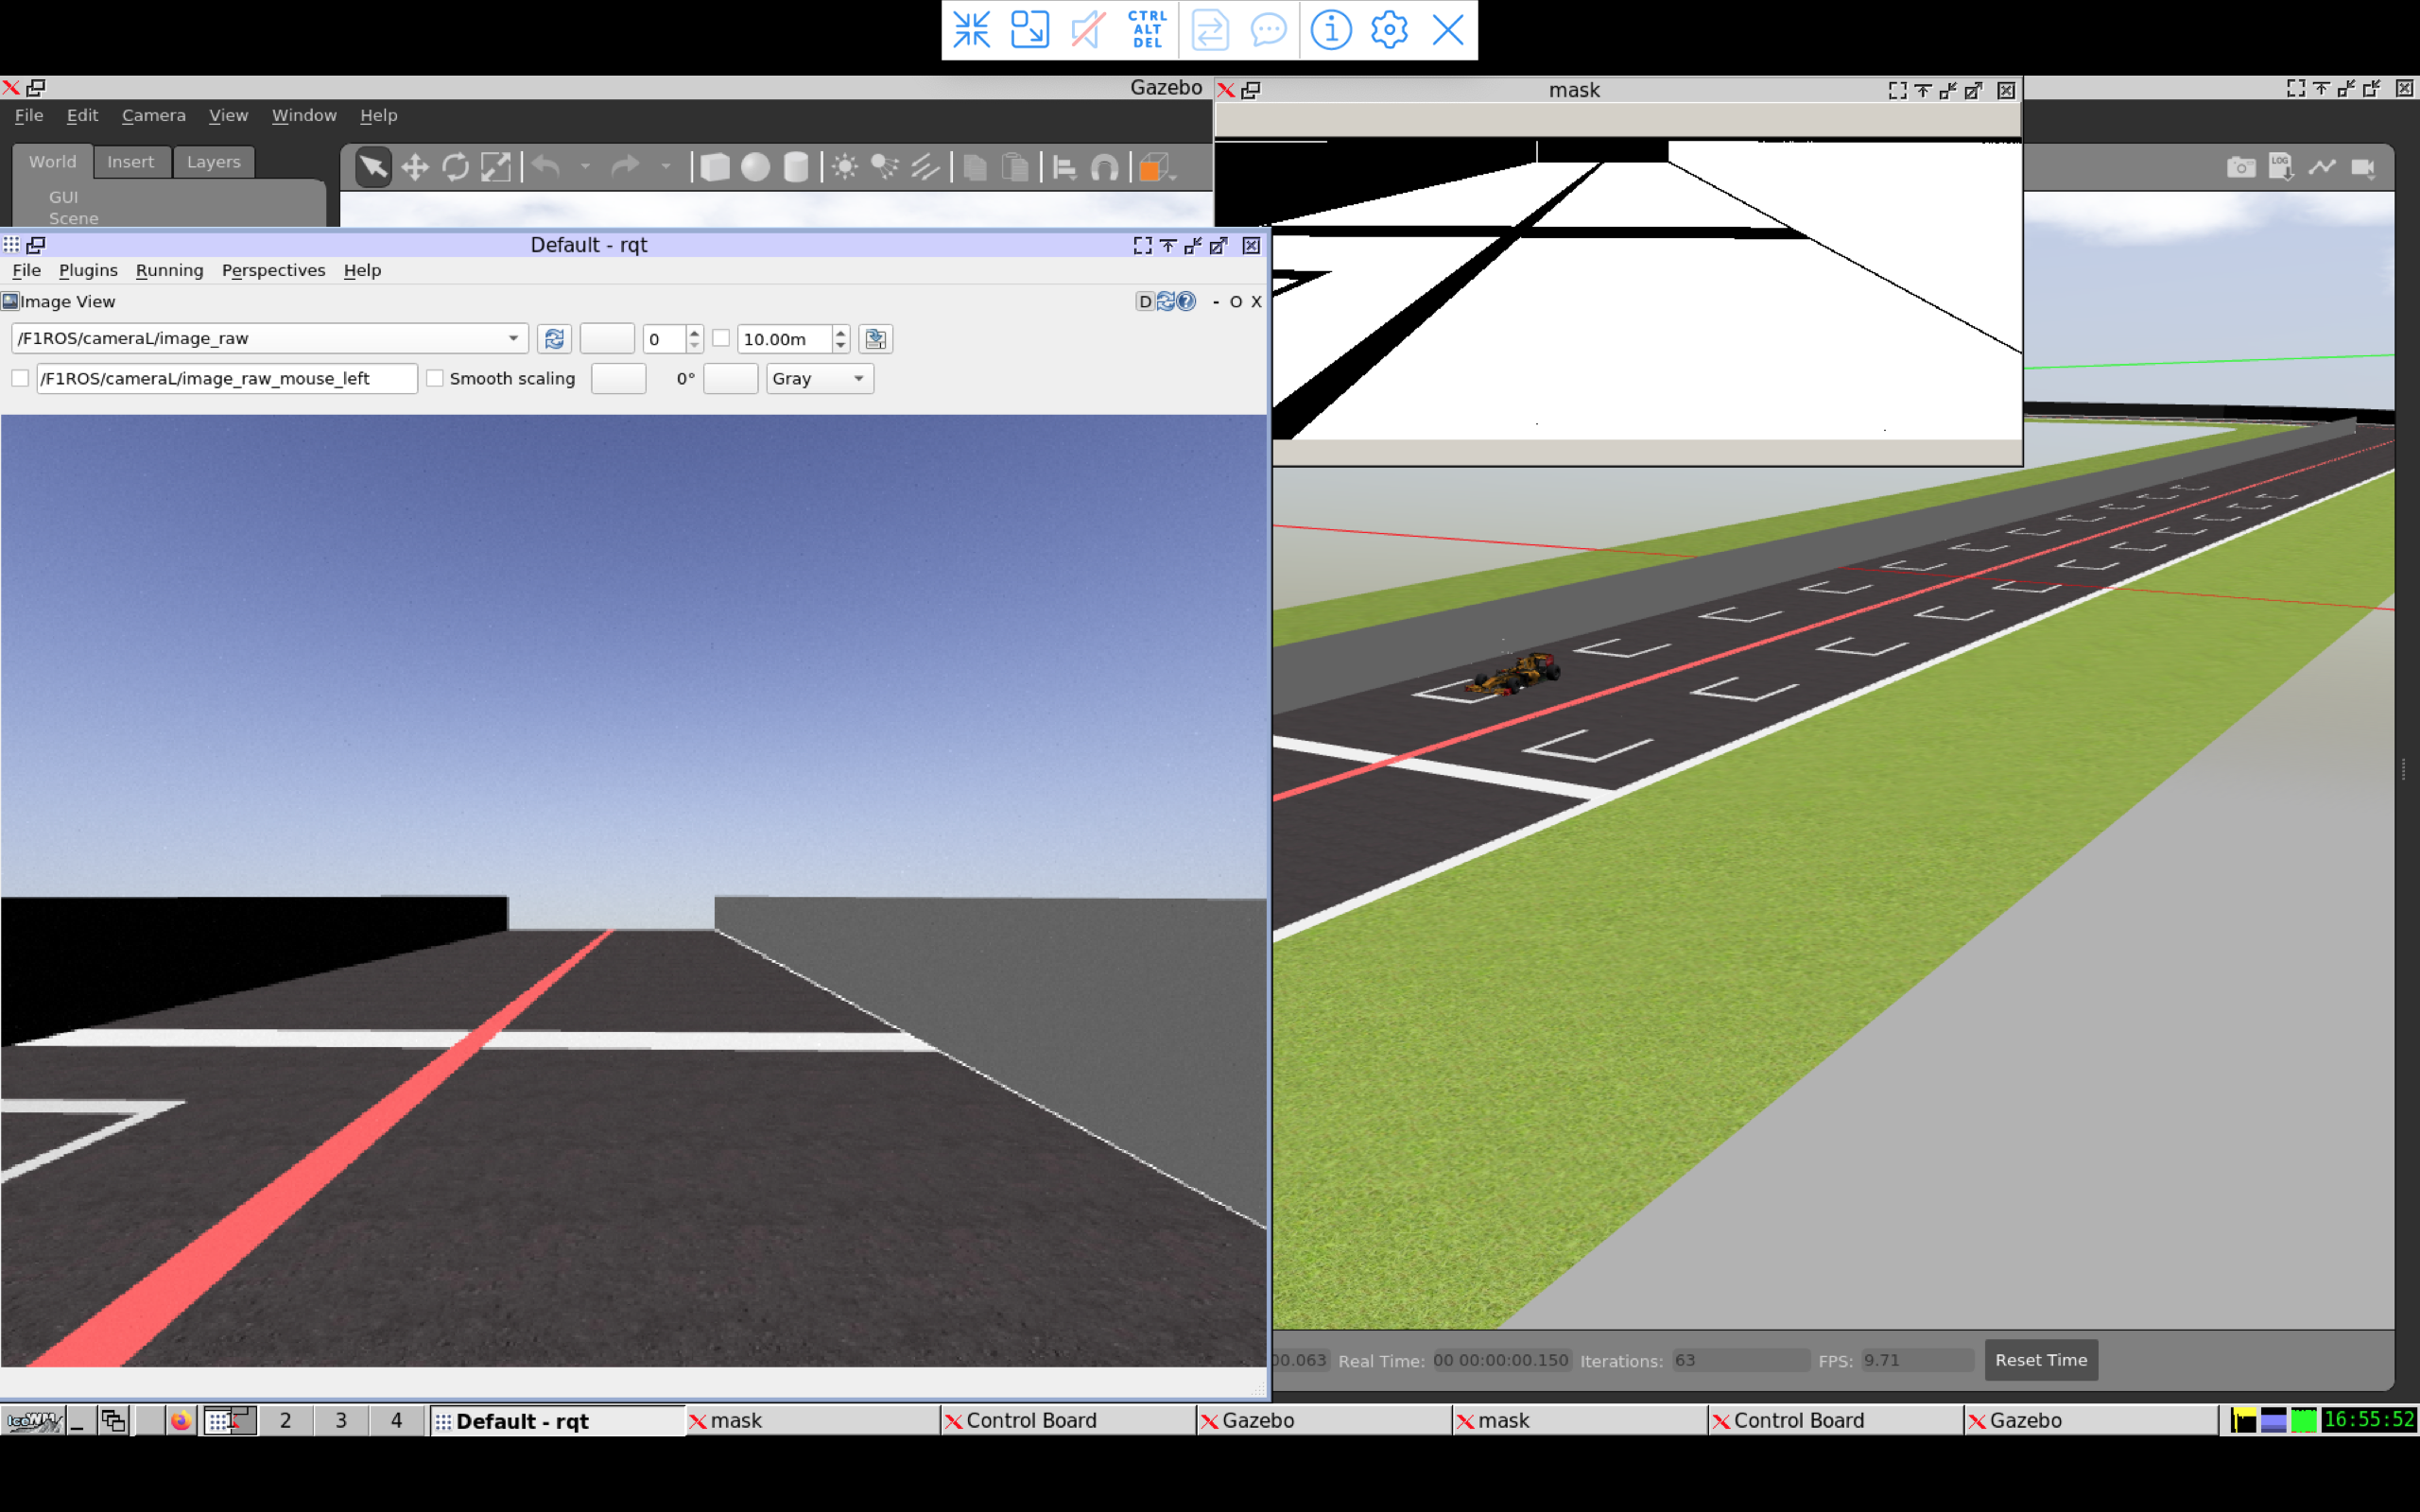 CTRL
ALT
DEL
Gazebo
mask
File Edit Camera View Window Help
World Insert Layers
LOG
GUI
Scene
Default - rqt
File Plugins Running Perspectives Help
Image View
D - O X
/F1ROS/cameraL/image_raw 0 10.00m
/F1ROS/cameraL/image_raw_mouse_left Smooth scaling 0° Gray
00.063 Real Time: 00 00:00:00.150 Iterations: 63 FPS: 9.71 Reset Time
IceWM 1 2 3 4 Default - rqt mask Control Board Gazebo mask Control Board Gazebo 16:55:52